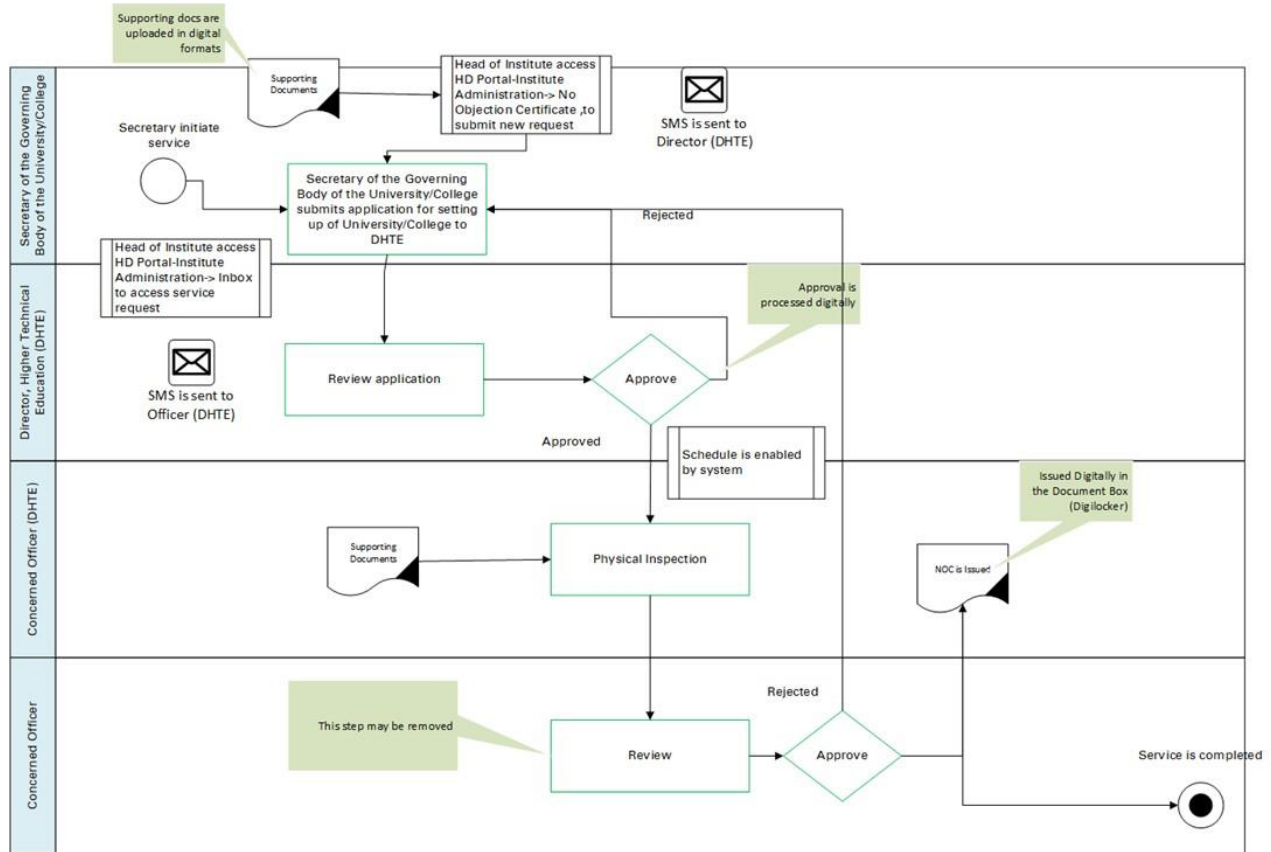 Supporting docs are
uploaded in digital
formats
Secretary of the Governing
Body of the University/College
Supporting
Documents
Head of Institute access
HD Portal-Institute
Administration-> No
Objection Certificate ,to
submit new request
SMS is sent to
Director (DHTE)
Secretary initiate
service
Secretary of the Governing
Body of the University/College
submits application for setting
up of University/College to
DHTE
Rejected
Head of Institute access
HD Portal-Institute
Administration-> Inbox
to access service
request
Director, Higher Technical
Education (DHTE)
Approval is
processed digitally
SMS is sent to
Officer (DHTE)
Review application
Approve
Approved
Schedule is enabled
by system
Concerned Officer (DHTE)
Issued Digitally in
the Document Box
(Digilocker)
Supporting
Documents
Physical Inspection
NOC is Issued
Concerned Officer
This step may be removed
Review
Rejected
Approve
Service is completed